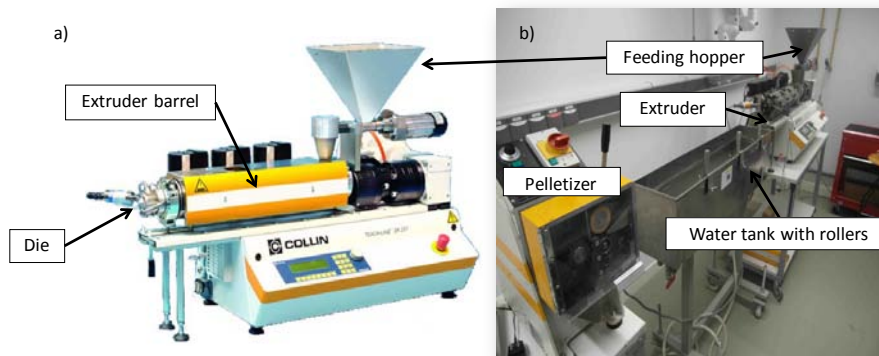 a)
b)
Feeding hopper
Extruder barrel
Extruder
Pelletizer
Water tank with rollers
Die
COLLIN